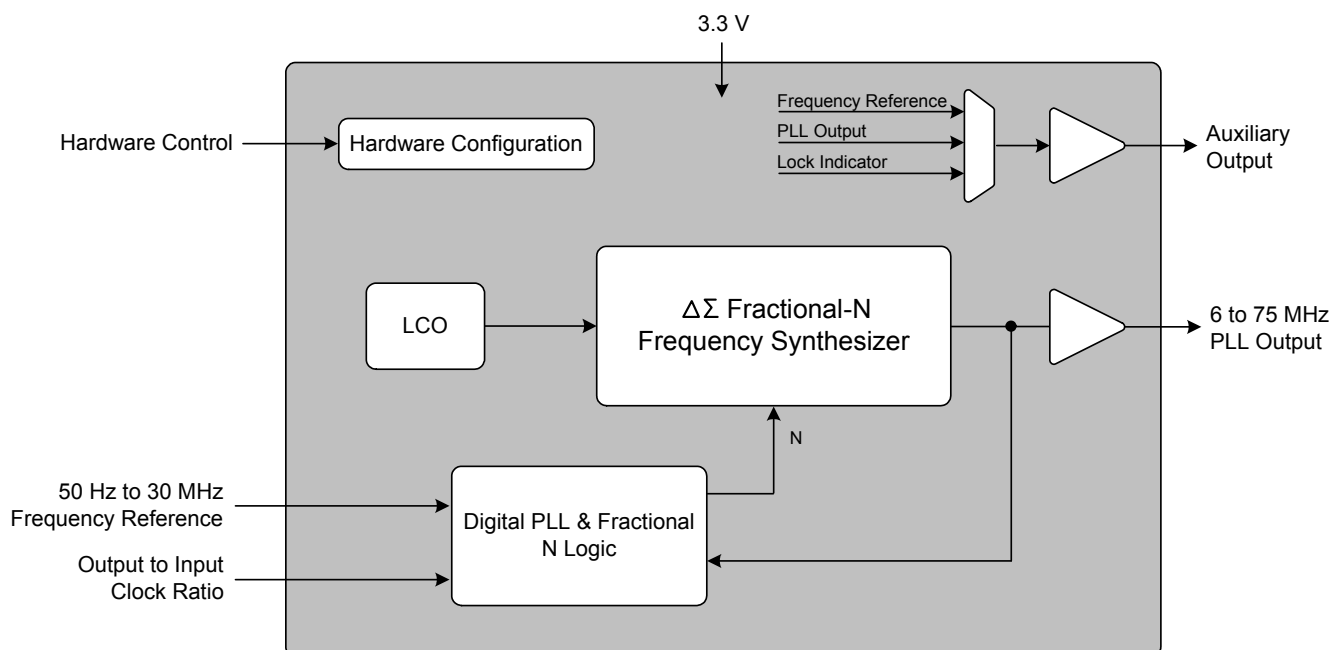 3.3 V
Hardware Control
Hardware Configuration
Frequency Reference
PLL Output
Lock Indicator
Auxiliary
Output
LCO
ΔΣ Fractional-N
Frequency Synthesizer
6 to 75 MHz
PLL Output
N
50 Hz to 30 MHz
Frequency Reference
Digital PLL & Fractional
N Logic
Output to Input
Clock Ratio